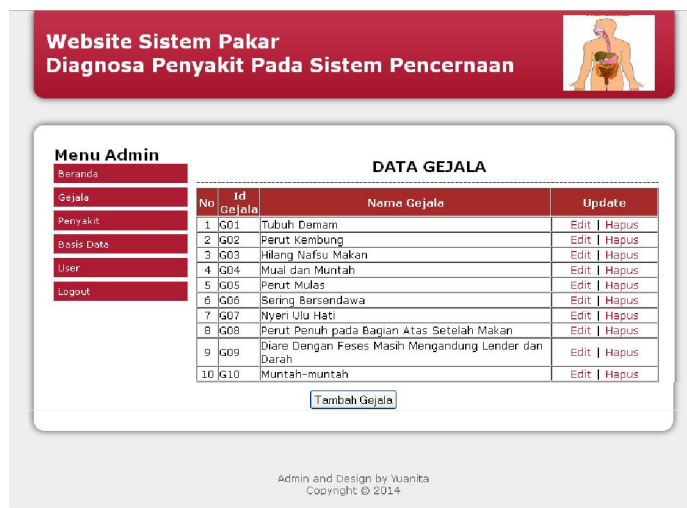 Website Sistem Pakar
Diagnosa Penyakit Pada Sistem Pencernaan
Menu Admin
Beranda
Gejala
Penyakit
Basis Data
User
Logout
DATA GEJALA
No Id Gejala Nama Gejala Update
1 G01 Tubuh Demam Edit | Hapus
2 G02 Perut Kembung Edit | Hapus
3 G03 Hilang Nafsu Makan Edit | Hapus
4 G04 Mual dan Muntah Edit | Hapus
5 G05 Perut Mulas Edit | Hapus
6 G06 Sering Bersendawa Edit | Hapus
7 G07 Nyeri Ulu Hati Edit | Hapus
8 G08 Perut Penuh pada Bagian Atas Setelah Makan Edit | Hapus
9 G09 Diare Dengan Feses Masih Mengandung Lender dan
Darah Edit | Hapus
10 G10 Muntah-muntah Edit | Hapus
Tambah Gejala
Admin and Design by Yuanita
Copyright © 2014